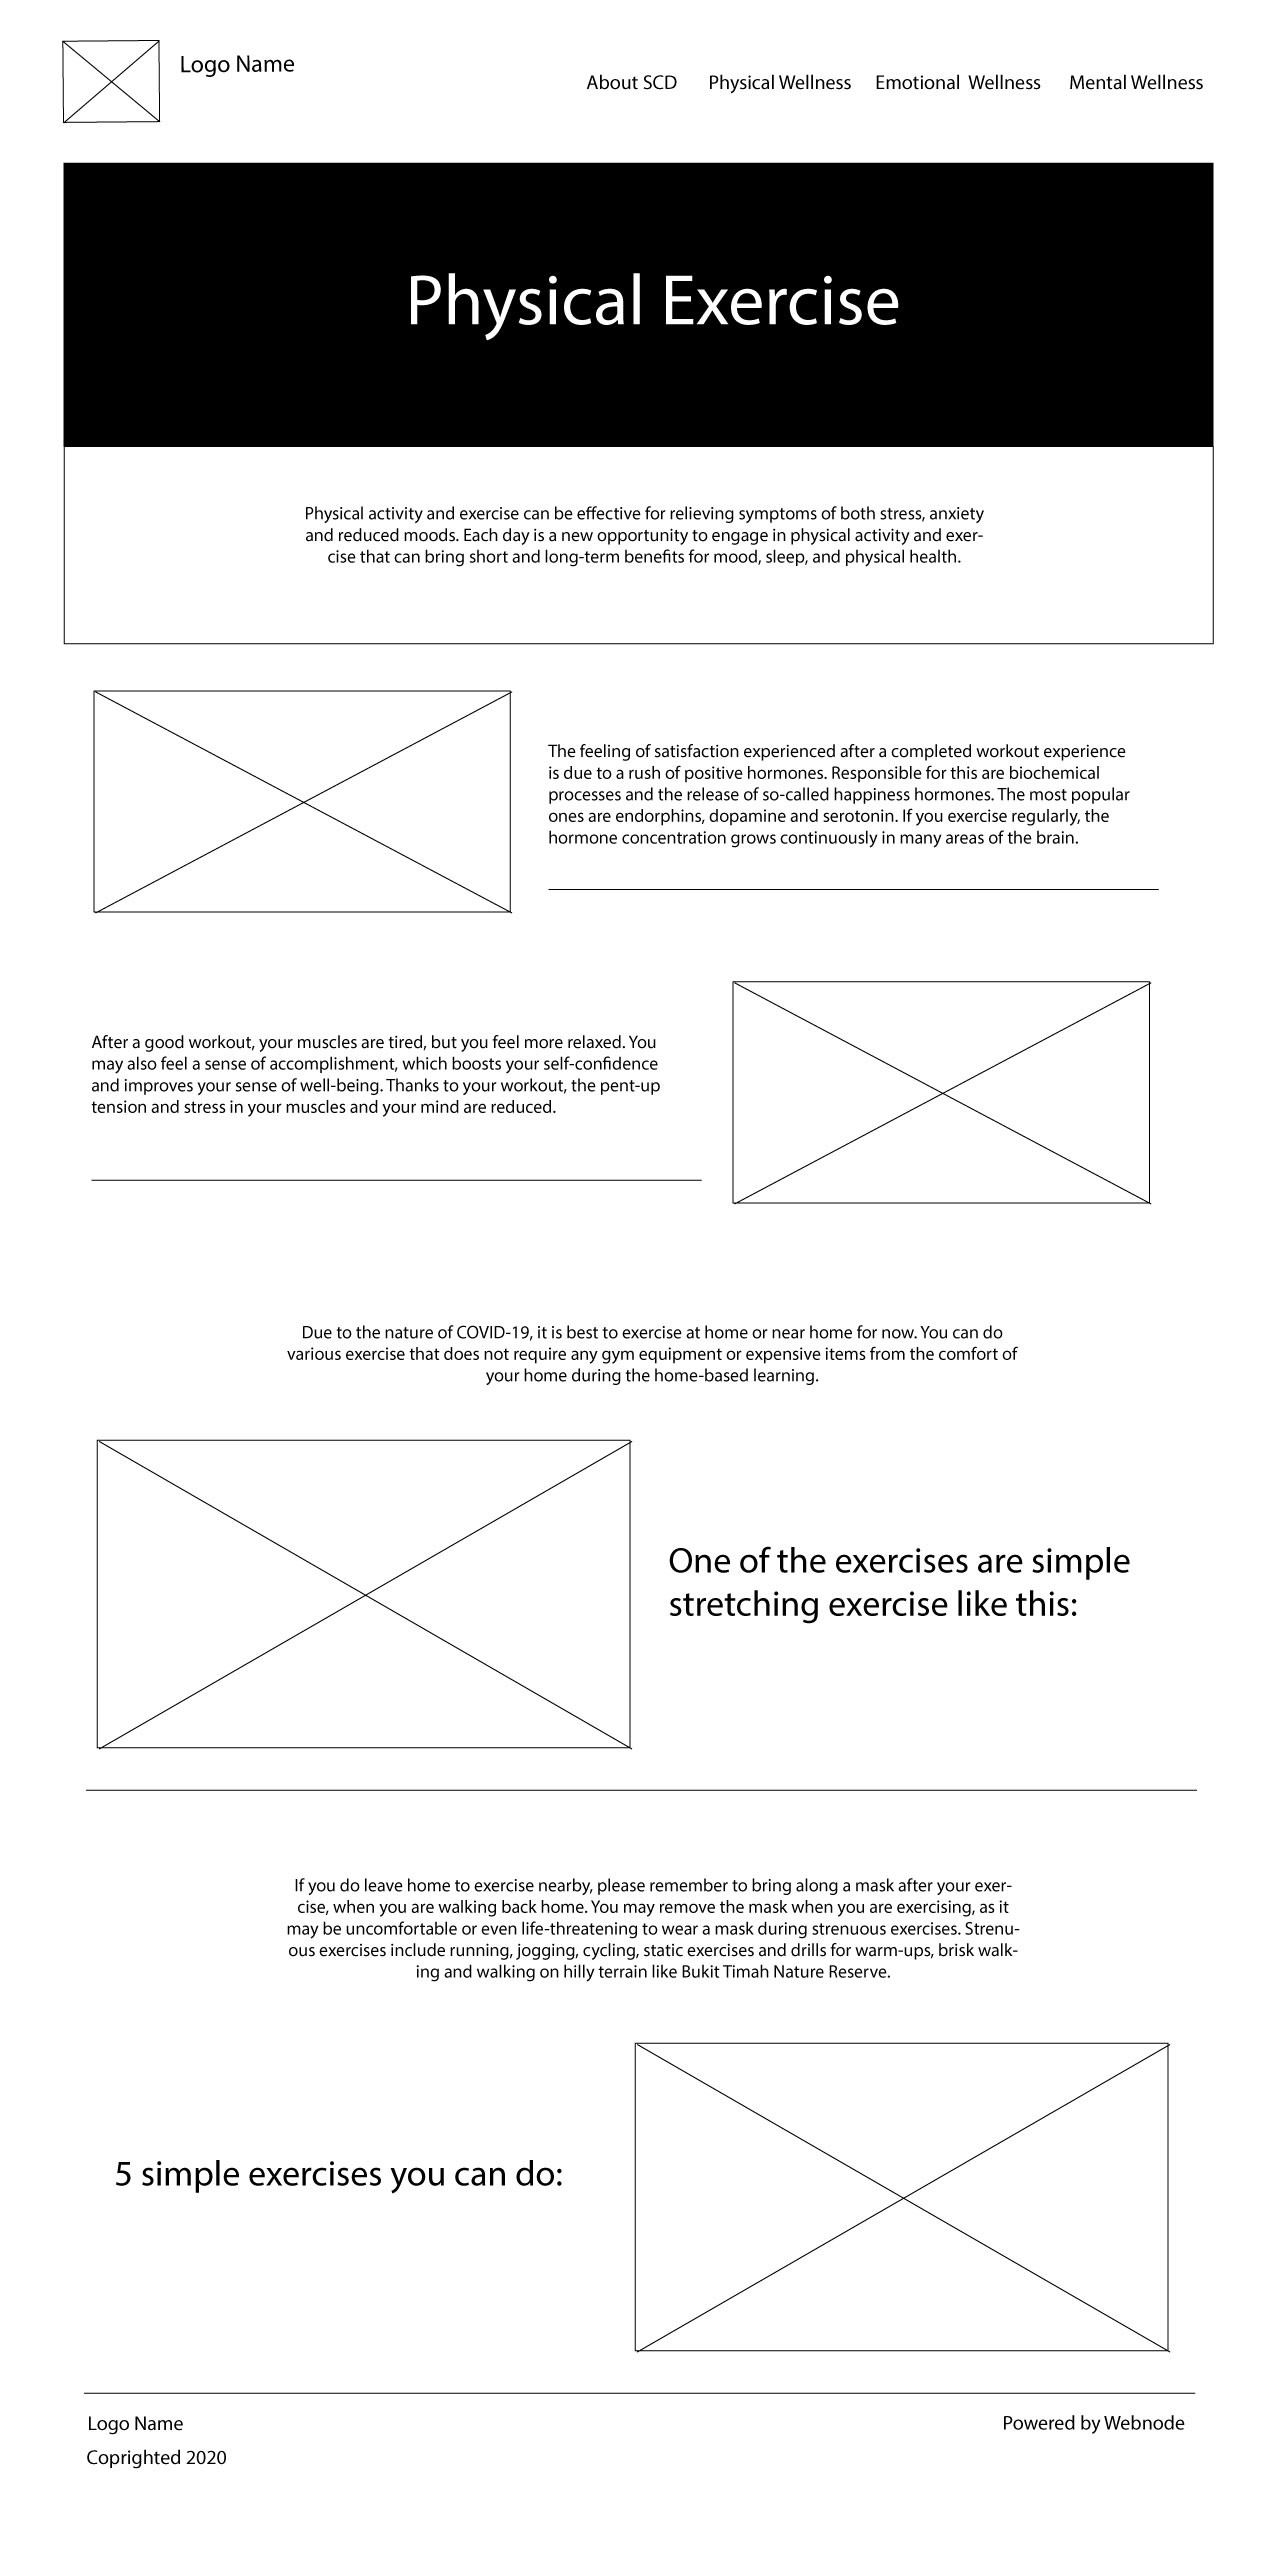 Logo Name
About SCD Physical Wellness Emotional Wellness Mental Wellness
Physical Exercise
Physical activity and exercise can be effective for relieving symptoms of both stress, anxiety
and reduced moods. Each day is a new opportunity to engage in physical activity and exer-
cise that can bring short and long-term benefits for mood, sleep, and physical health.
The feeling of satisfaction experienced after a completed workout experience
is due to a rush of positive hormones. Responsible for this are biochemical
processes and the release of so-called happiness hormones. The most popular
ones are endorphins, dopamine and serotonin. If you exercise regularly, the
hormone concentration grows continuously in many areas of the brain.
After a good workout, your muscles are tired, but you feel more relaxed. You
may also feel a sense of accomplishment, which boosts your self-confidence
and improves your sense of well-being. Thanks to your workout, the pent-up
tension and stress in your muscles and your mind are reduced.
Due to the nature of COVID-19, it is best to exercise at home or near home for now. You can do
various exercise that does not require any gym equipment or expensive items from the comfort of
your home during the home-based learning.
One of the exercises are simple
stretching exercise like this:
If you do leave home to exercise nearby, please remember to bring along a mask after your exer-
cise, when you are walking back home. You may remove the mask when you are exercising, as it
may be uncomfortable or even life-threatening to wear a mask during strenuous exercises. Strenu-
ous exercises include running, jogging, cycling, static exercises and drills for warm-ups, brisk walk-
ing and walking on hilly terrain like Bukit Timah Nature Reserve.
5 simple exercises you can do:
Logo Name
Powered by Webnode
Coprighted 2020